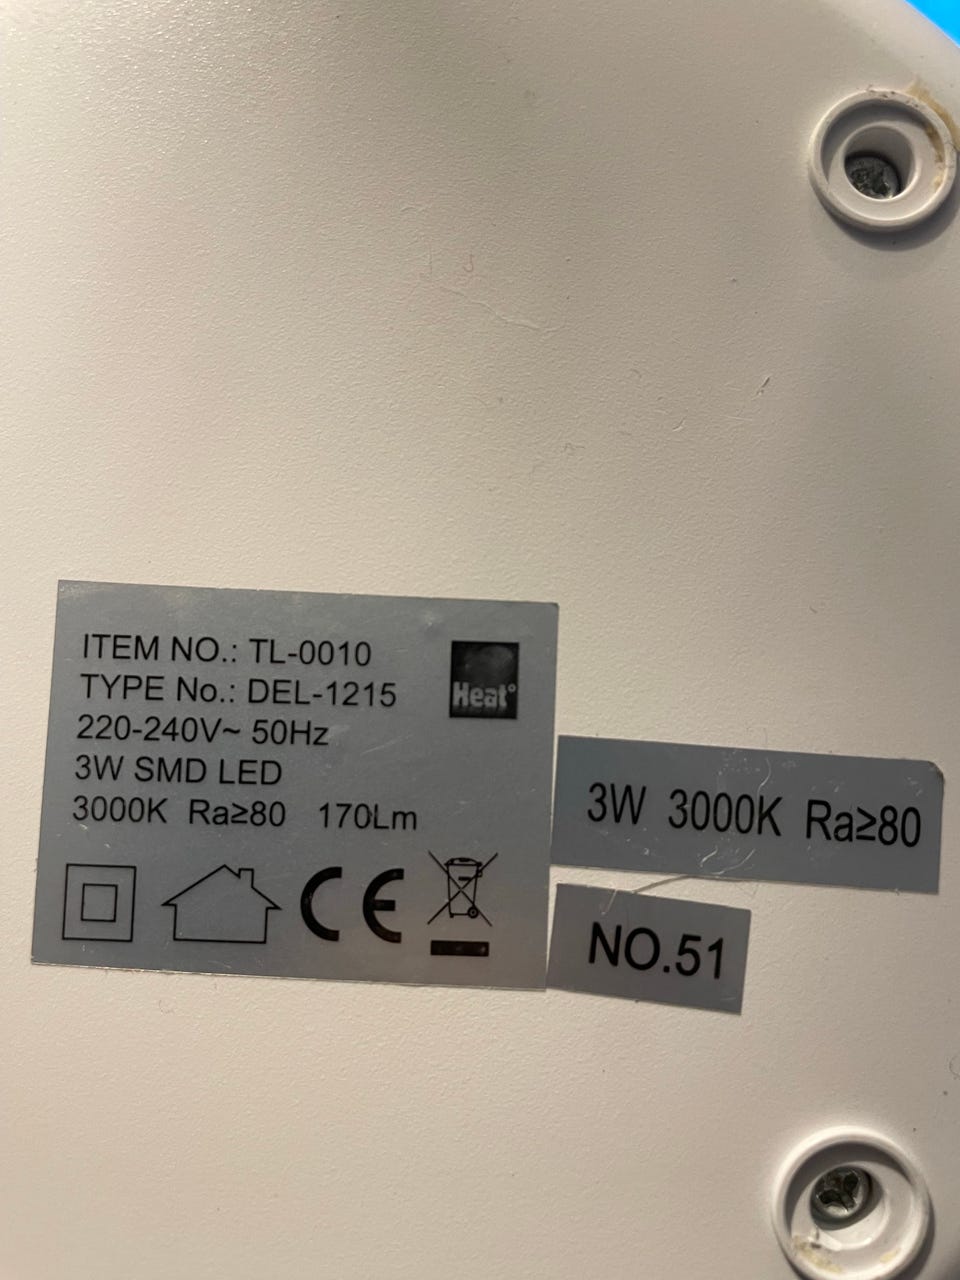 ITEM NO.: TL-0010
TYPE No.: DEL-1215
220-240V~ 50Hz
3W SMD LED
3000K Ra≥80 170Lm
Heat°
CE
3W 3000K Ra≥80
NO.51